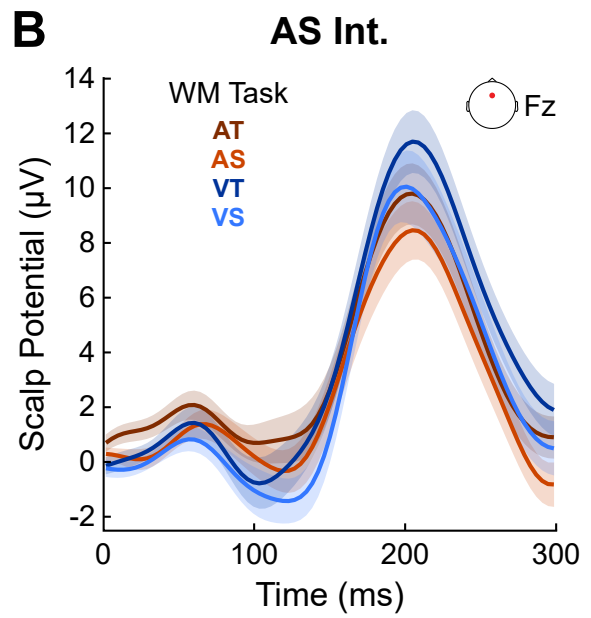 B
AS Int.
WM Task
AT
AS
VT
VS
Fz
Scalp Potential (µV)
14
12
10
8
6
4
2
0
-2
0 100 200 300
Time (ms)